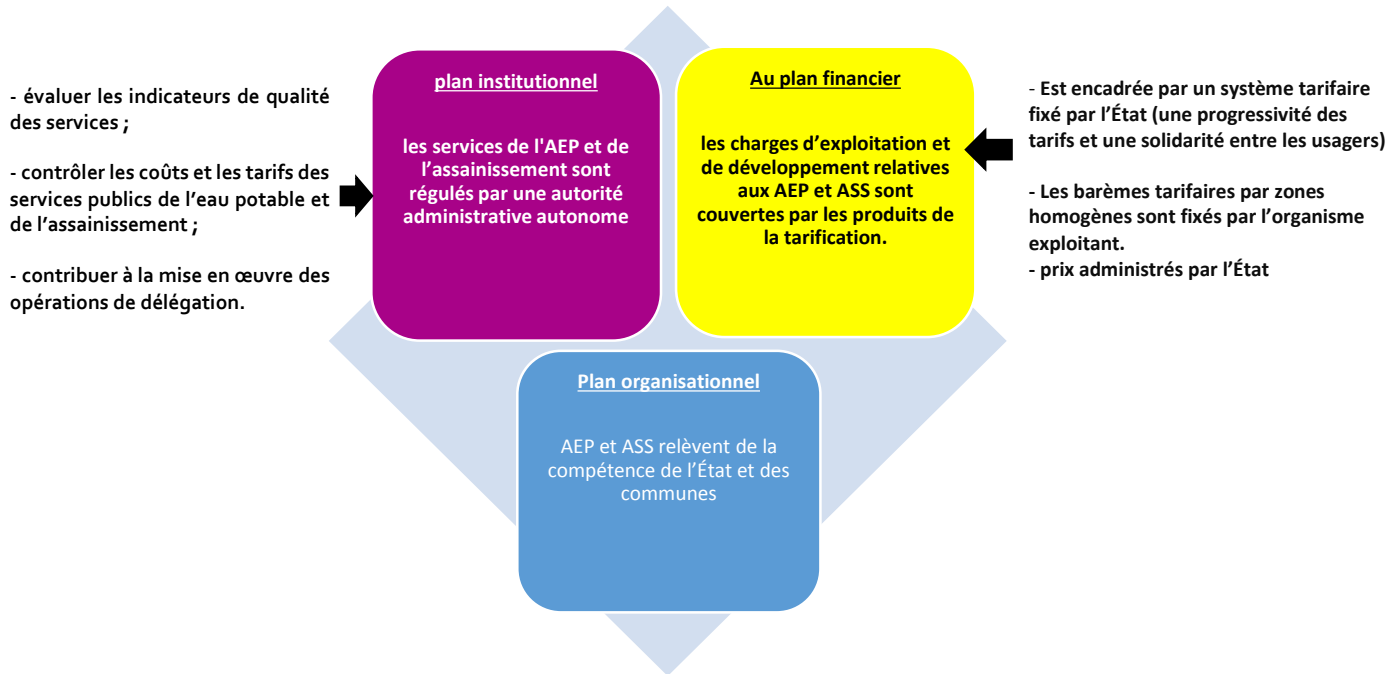 - évaluer les indicateurs de qualité
des services ;
- contrôler les coûts et les tarifs des
services publics de l'eau potable et
de l'assainissement ;
- contribuer à la mise en œuvre des
opérations de délégation.
plan institutionnel
les services de l'AEP et de
l'assainissement sont
régulés par une autorité
administrative autonome
Au plan financier
les charges d'exploitation et
de développement relatives
aux AEP et ASS sont
couvertes par les produits de
la tarification.
- Est encadrée par un système tarifaire
fixé par l'État (une progressivité des
tarifs et une solidarité entre les usagers)
- Les barèmes tarifaires par zones
homogènes sont fixés par l'organisme
exploitant.
- prix administrés par l'État
Plan organisationnel
AEP et ASS relèvent de la
compétence de l'État et des
communes